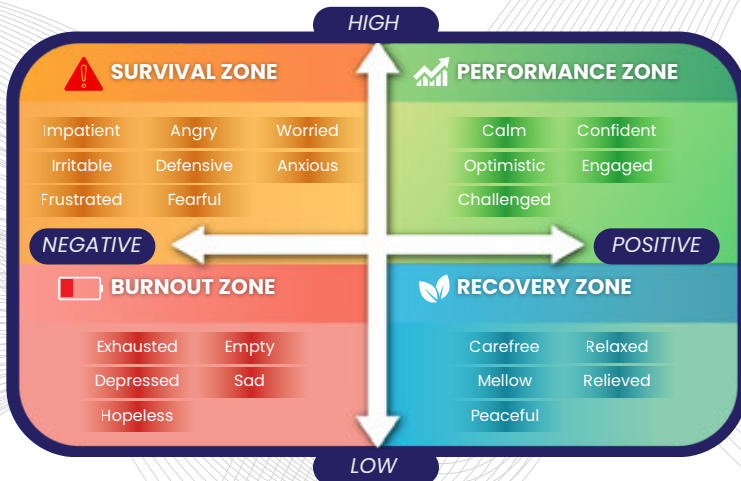 HIGH
SURVIVAL ZONE
Impatient Angry Worried
Irritable Defensive Anxious
Frustrated Fearful
PERFORMANCE ZONE
Calm Confident
Optimistic Engaged
Challenged
NEGATIVE
POSITIVE
BURNOUT ZONE
Exhausted Empty
Depressed Sad
Hopeless
RECOVERY ZONE
Carefree Relaxed
Mellow Relieved
Peaceful
LOW